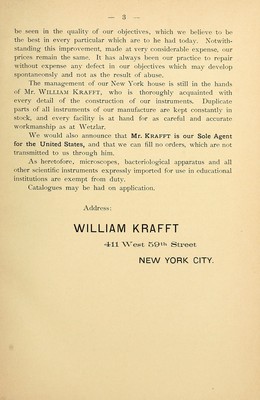 — 3 —
be seen in the quality of our objectives, which we believe to be
the best in every particular which are to he had today. Notwith-
standing this improvement, made at very considerable expense, our
prices remain the same. It has always been our practice to repair
without expense any defect in our objectives which may develop
spontaneously and not as the result of abuse.
The management of our New York house is still in the hands
of Mr. WILLIAM KRAFFT, who is thoroughly acquainted with
every detail of the construction of our instruments. Duplicate
parts of all instruments of our manufacture are kept constantly in
stock, and every facility is at hand for as careful and accurate
workmanship as at Wetzlar.
We would also announce that Mr. KRAFFT is our Sole Agent
for the United States, and that we can fill no orders, which are not
transmitted to us through him.
As heretofore, microscopes, bacteriological apparatus and all
other scientific instruments expressly imported for use in educational
institutions are exempt from duty.
Catalogues may be had on application.
Address:
WILLIAM KRAFFT
411 West 59th Street
NEW YORK CITY.